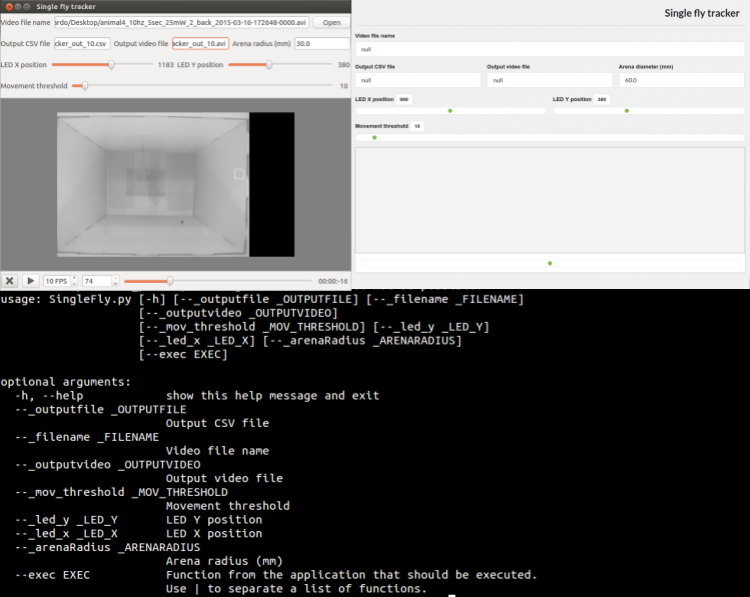 Single fly tracker
Video file name ardo/Desktop/animal4_10hz_5sec_25mW_2_back_2015-03-16-172648-0000.avi Open
Output CSV file cker_out_10.csv Output video file acker_out_10.avi Arena radius (mm) 30.0
LED X position 1183 LED Y position 380
Movement threshold 10
10 FPS 74 00:00:-16
Single fly tracker
Video file name
null
Output CSV file Output video file Arena diameter (mm)
null null 60.0
LED X position LED Y position 380
Movement threshold 10
usage: SingleFly.py [-h] [--_outputfile _OUTPUTFILE] [--_filename _FILENAME]
[--_outputvideo _OUTPUTVIDEO]
[--_mov_threshold _MOV_THRESHOLD] [--_led_y _LED_Y]
[--_led_x _LED_X] [--_arenaRadius _ARENARADIUS]
[--exec EXEC]
optional arguments:
-h, --help show this help message and exit
--_outputfile _OUTPUTFILE
Output CSV file
--_filename _FILENAME
Video file name
--_outputvideo _OUTPUTVIDEO
Output video file
--_mov_threshold _MOV_THRESHOLD
Movement threshold
--_led_y _LED_Y LED Y position
--_led_x _LED_X LED X position
--_arenaRadius _ARENARADIUS
Arena radius (mm)
--exec EXEC Function from the application that should be executed.
Use | to separate a list of functions.